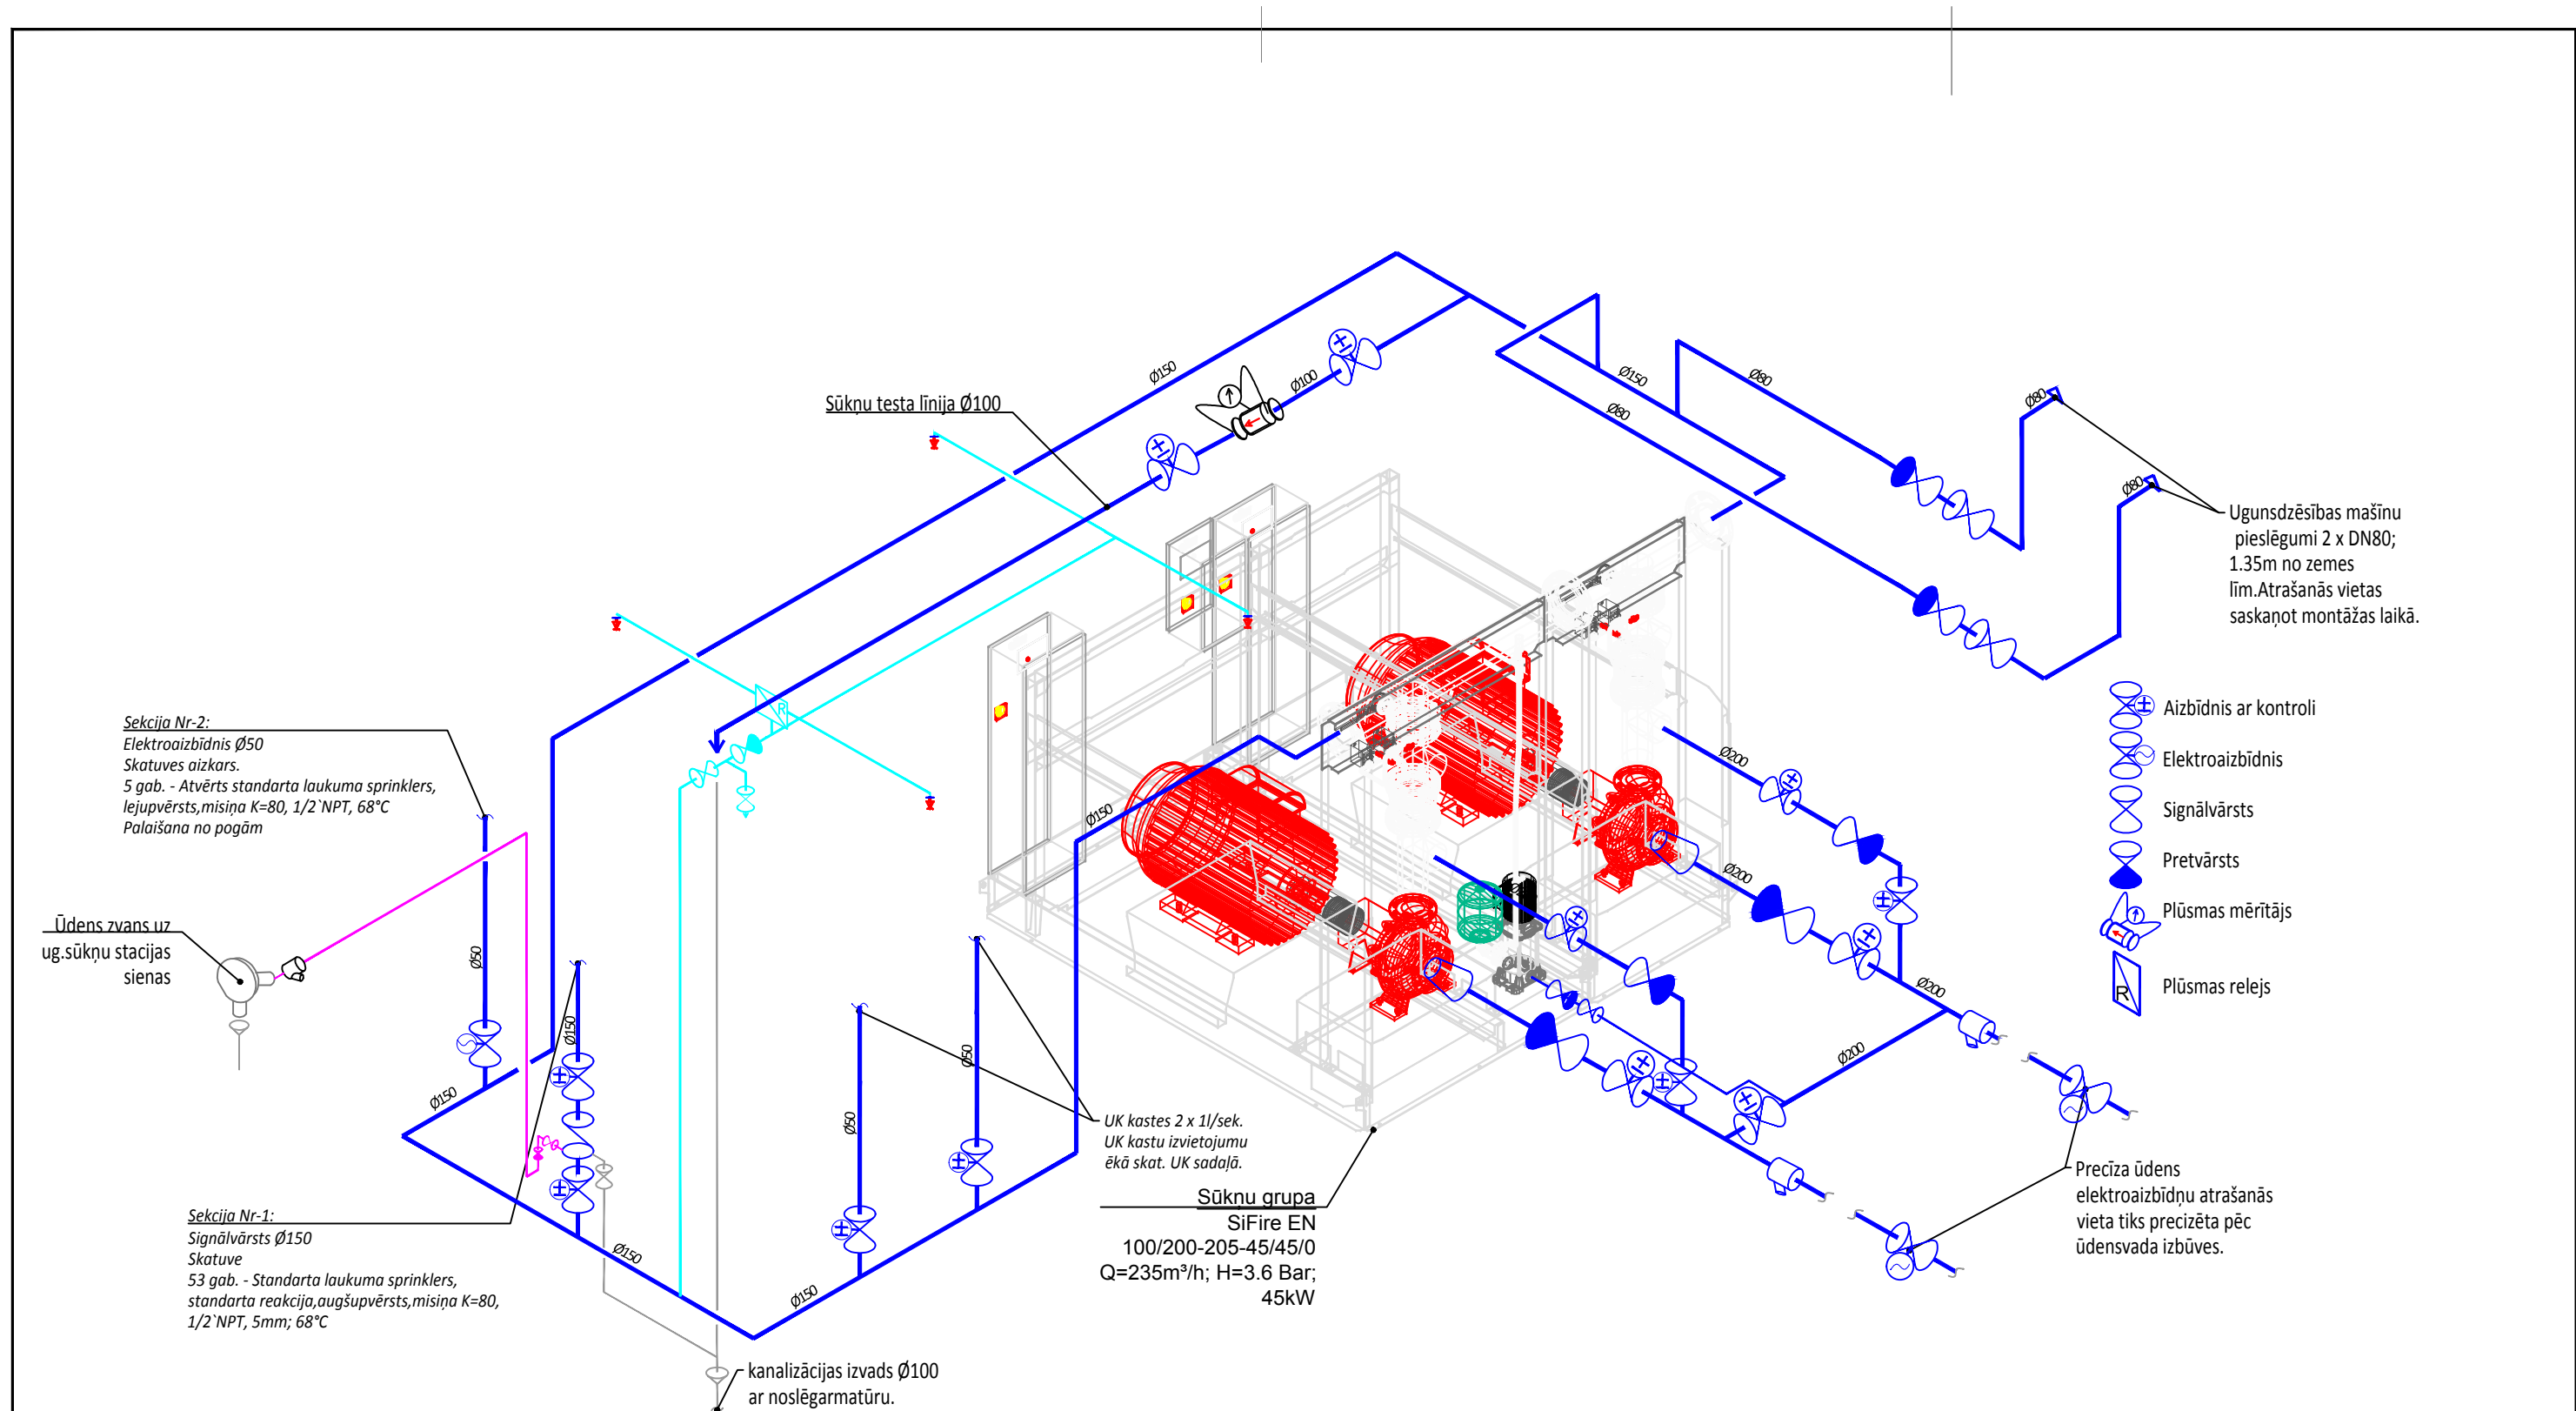 Ø150
Ø100
Ø150
Ø80
Ø80
Ø80
Ø80
Sūkņu testa līnija Ø100
Ugunsdzēsības mašīnu
pieslēgumi 2 x DN80;
1.35m no zemes
līm.Atrašanās vietas
saskaņot montāžas laikā.
Aizbīdnis ar kontroli
Elektroaizbīdnis
Signālvārsts
Pretvārsts
Plūsmas mērītājs
R
Plūsmas relejs
R
Sekcija Nr-2:
Elektroaizbīdnis Ø50
Skatuves aizkars.
5 gab. - Atvērts standarta laukuma sprinklers,
lejupvērsts,misiņa K=80, 1/2`NPT, 68°C
Palaišana no pogām
Ūdens zvans uz
ug.sūkņu stacijas
sienas
Ø50
Ø150
Ø150
Ø150
Ø150
Ø50
Ø50
Ø150
Ø200
Ø200
Ø200
Ø200
Sekcija Nr-1:
Signālvārsts Ø150
Skatuve
53 gab. - Standarta laukuma sprinklers,
standarta reakcija,augšupvērsts,misiņa K=80,
1/2`NPT, 5mm; 68°C
UK kastes 2 x 1l/sek.
UK kastu izvietojumu
ēkā skat. UK sadaļā.
Sūkņu grupa
SiFire EN
100/200-205-45/45/0
Q=235m³/h; H=3.6 Bar;
45kW
Precīza ūdens
elektroaizbīdņu atrašanās
vieta tiks precizēta pēc
ūdensvada izbūves.
kanalizācijas izvads Ø100
ar noslēgarmatūru.